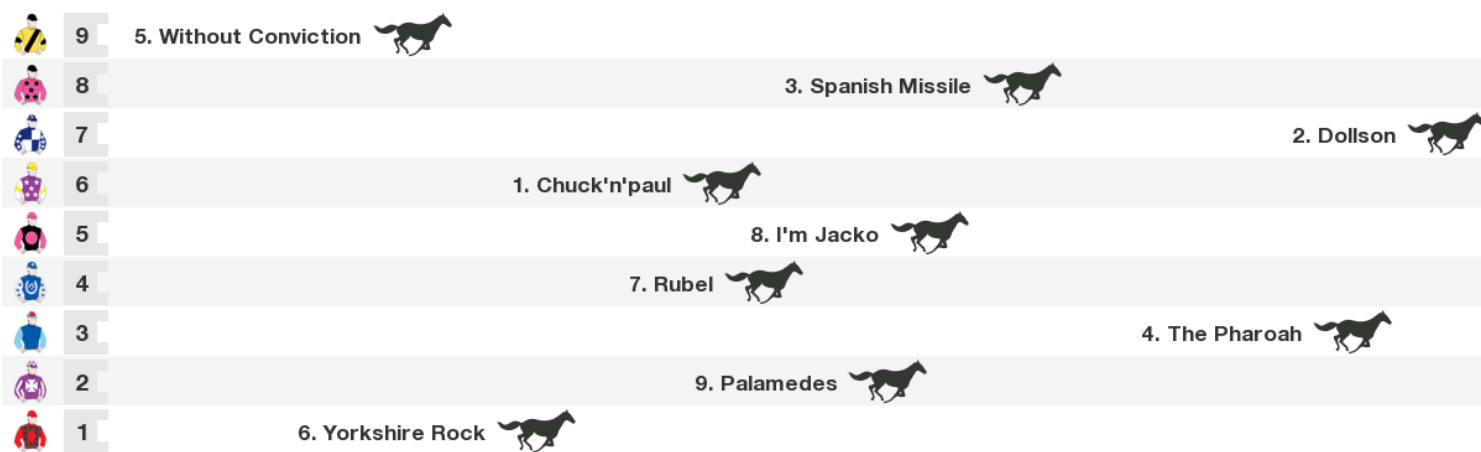 9 5. Without Conviction
8 3. Spanish Missile
7 2. Dollson
6 1. Chuck'n'paul
5 8. I'm Jacko
4 7. Rubel
3 4. The Pharoah
2 9. Palamedes
1 6. Yorkshire Rock